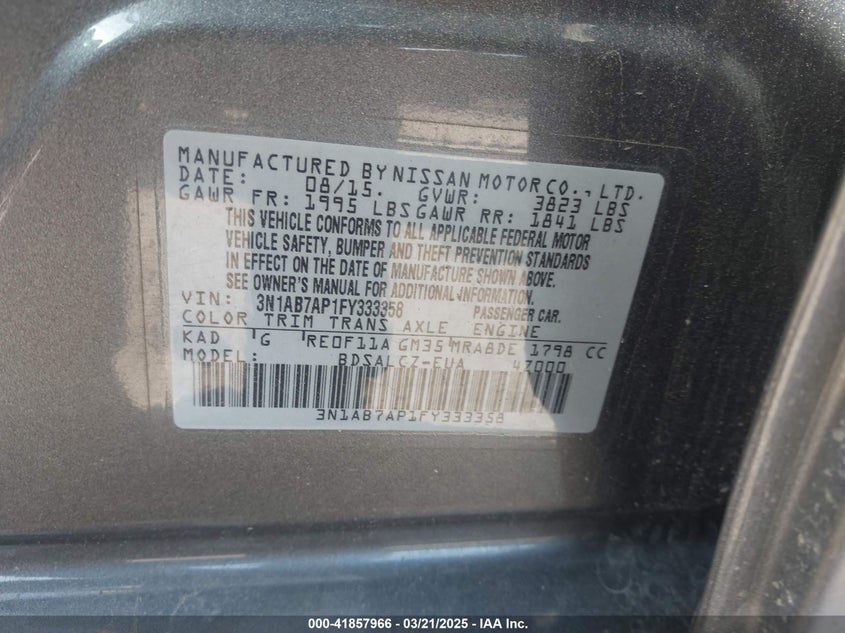 MANUFACTURED BY NISSAN MOTOR CO., LTD.
DATE: 08/15. GVWR: 3823 LBS
GAWR FR: 1995 LBS GAWR RR: 1841 LBS
THIS VEHICLE CONFORMS TO ALL APPLICABLE FEDERAL MOTOR
VEHICLE SAFETY, BUMPER AND THEFT PREVENTION STANDARDS
IN EFFECT ON THE DATE OF MANUFACTURE SHOWN ABOVE.
SEE OWNER'S MANUAL FOR ADDITIONAL INFORMATION.
VIN: 3N1AB7AP1FY333358 PASSENGER CAR.
COLOR TRIM TRANS AXLE ENGINE
KAD G RE0F11A GM35 MRA8DE 1798 CC
MODEL: BDSALCZ-EUA 47000
3N1AB7AP1FY333358
000-41857966 — 03/21/2025 — IAA Inc.